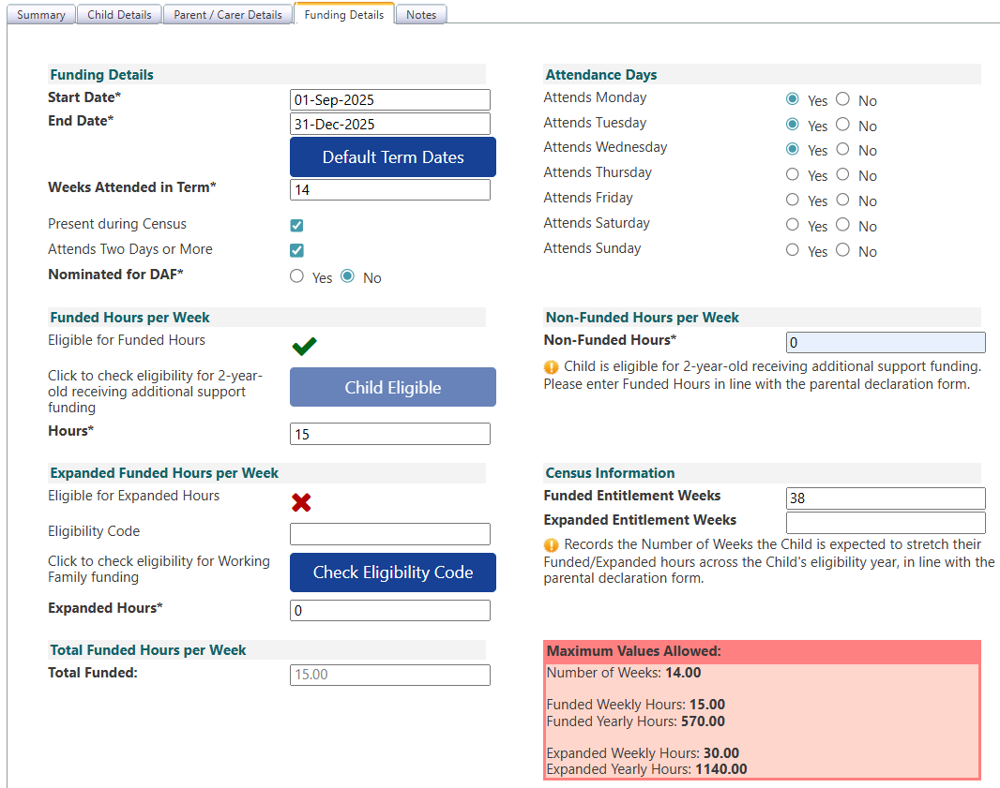 Summary
Child Details
Parent / Carer Details
Funding Details
Notes
Funding Details
Start Date*
01-Sep-2025
End Date*
31-Dec-2025
Default Term Dates
Weeks Attended in Term*
14
Present during Census
Attends Two Days or More
Nominated for DAF*
Yes No
Attendance Days
Attends Monday
Yes No
Attends Tuesday
Yes No
Attends Wednesday
Yes No
Attends Thursday
Yes No
Attends Friday
Yes No
Attends Saturday
Yes No
Attends Sunday
Yes No
Funded Hours per Week
Eligible for Funded Hours
Click to check eligibility for 2-year-
old receiving additional support
funding
Child Eligible
Hours*
15
Non-Funded Hours per Week
Non-Funded Hours*
0
Child is eligible for 2-year-old receiving additional support funding.
Please enter Funded Hours in line with the parental declaration form.
Expanded Funded Hours per Week
Eligible for Expanded Hours
Eligibility Code
Click to check eligibility for Working
Family funding
Check Eligibility Code
Expanded Hours*
0
Census Information
Funded Entitlement Weeks
38
Expanded Entitlement Weeks
Records the Number of Weeks the Child is expected to stretch their
Funded/Expanded hours across the Child's eligibility year, in line with the
parental declaration form.
Total Funded Hours per Week
Total Funded:
15.00
Maximum Values Allowed:
Number of Weeks: 14.00
Funded Weekly Hours: 15.00
Funded Yearly Hours: 570.00
Expanded Weekly Hours: 30.00
Expanded Yearly Hours: 1140.00